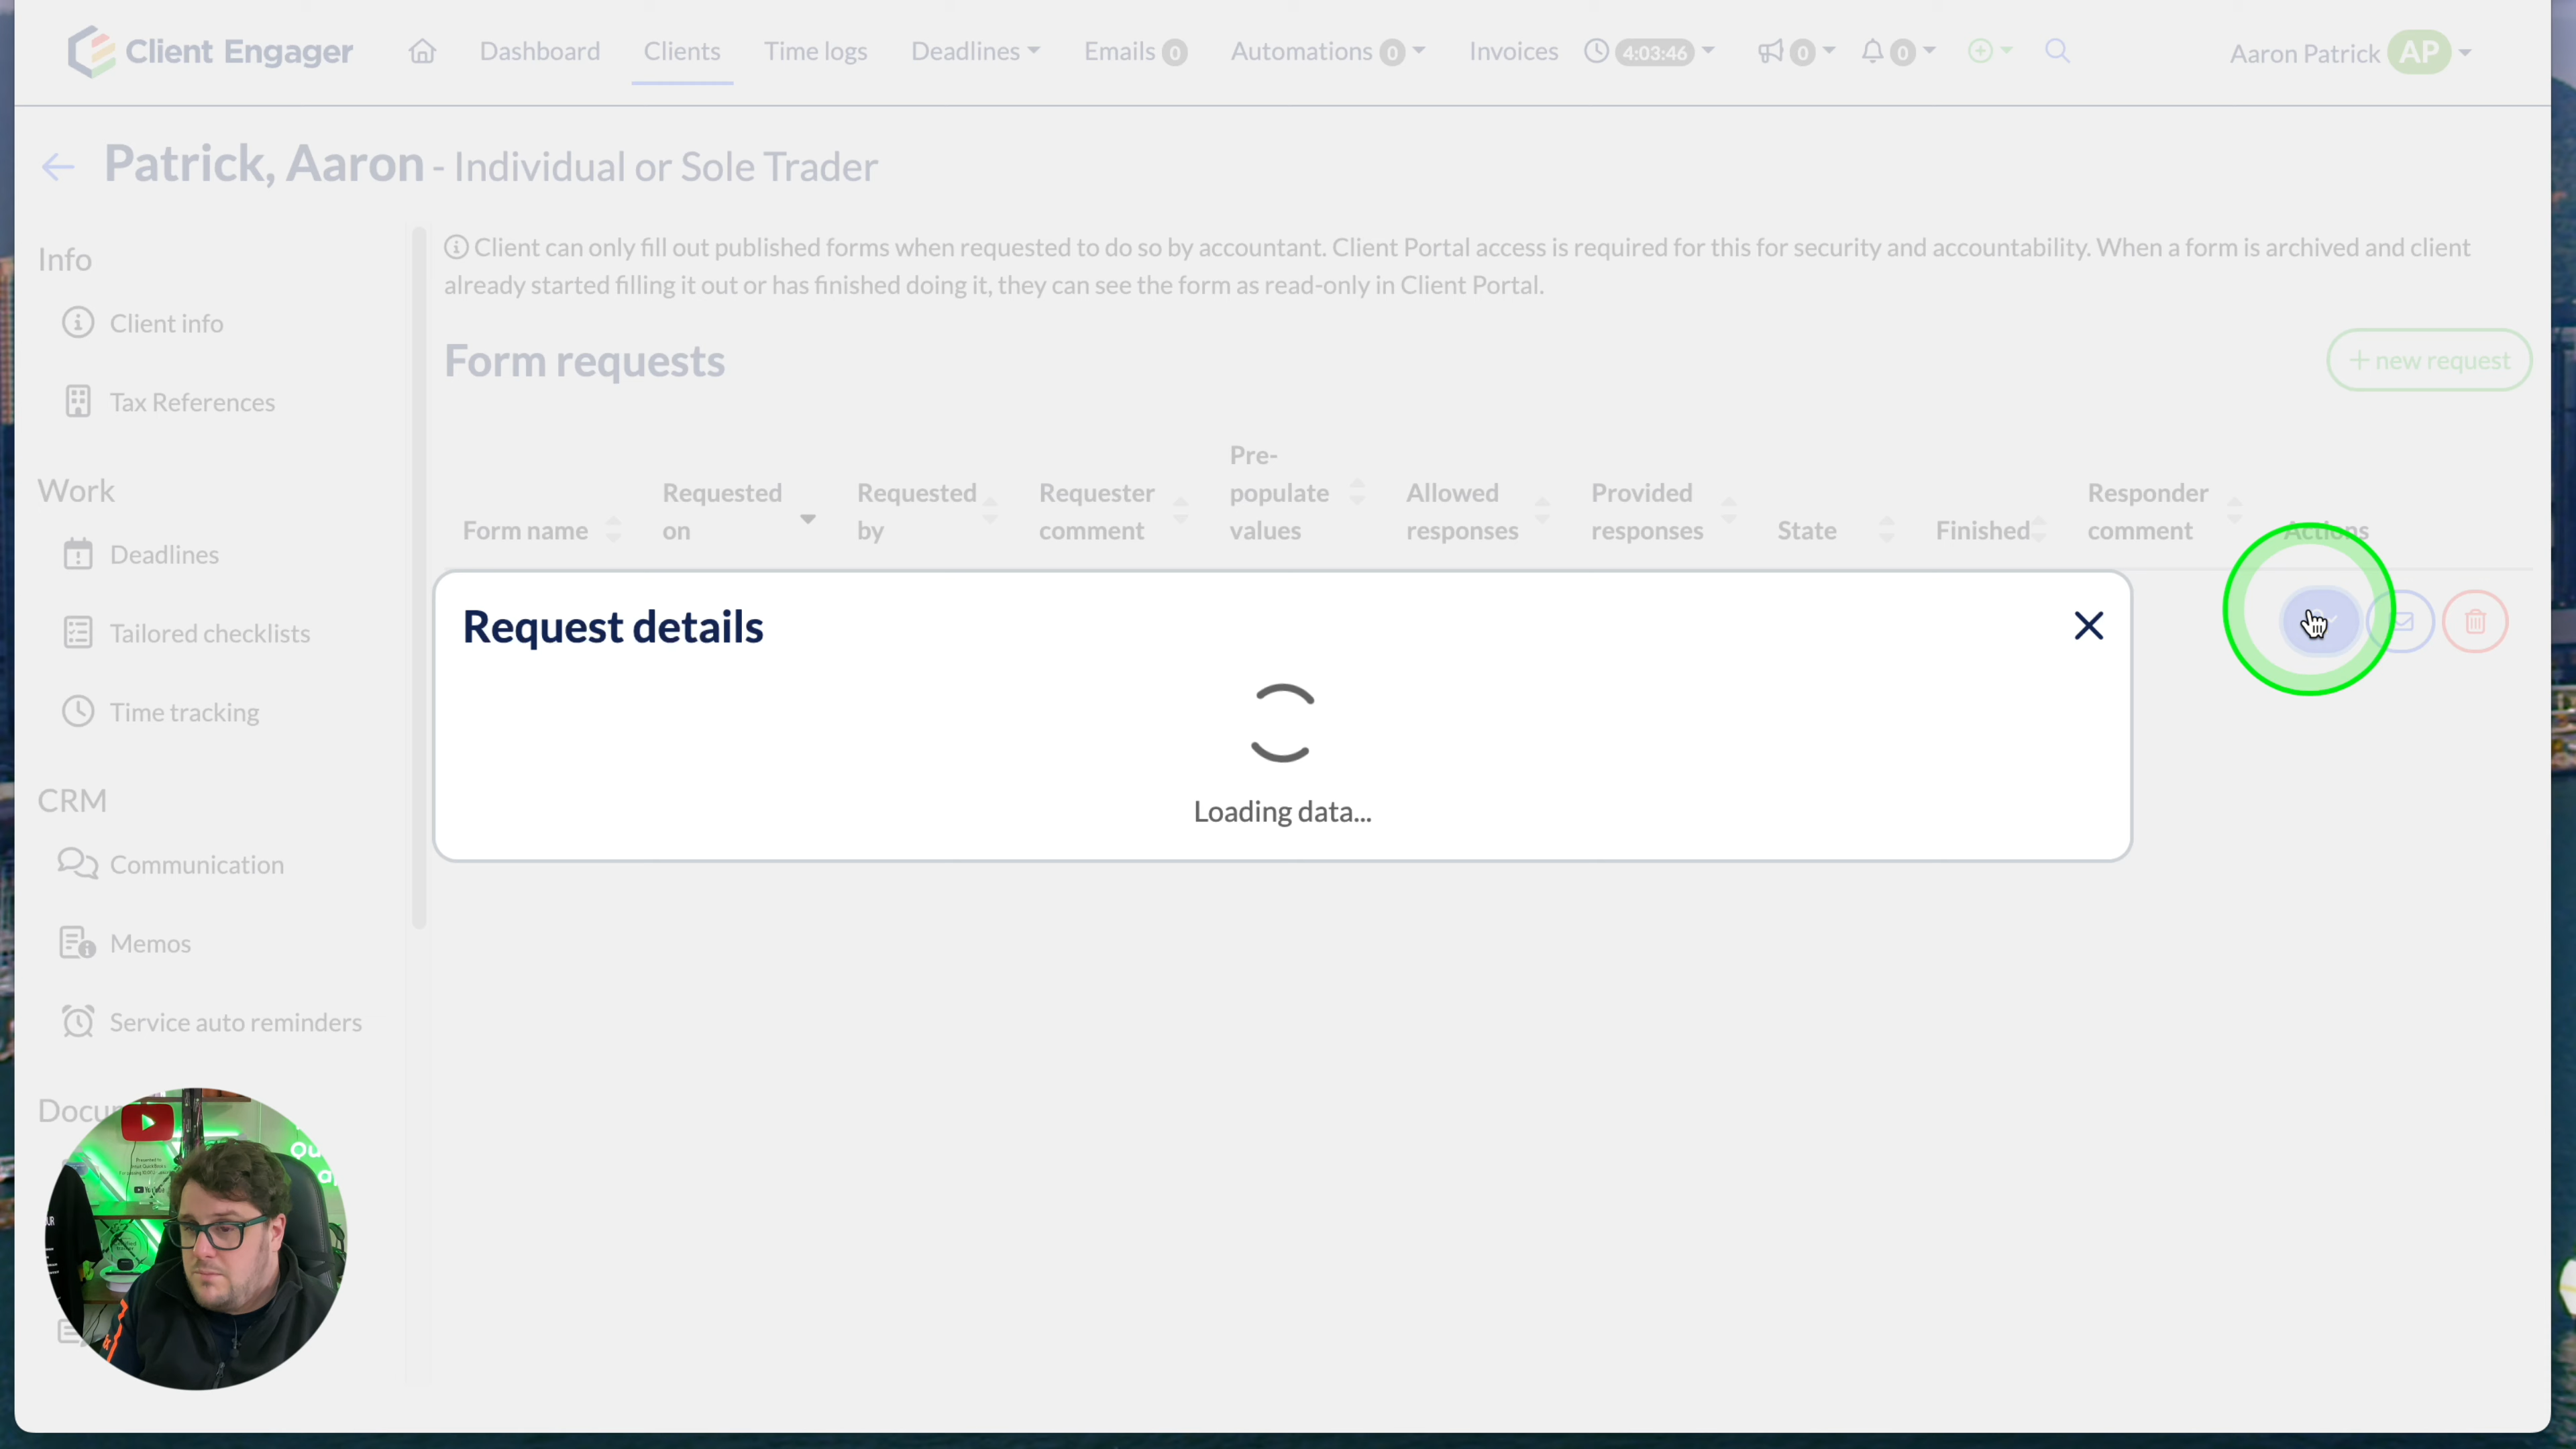 Client Engager
Dashboard
Clients
Time logs
Deadlines
Emails 0
Automations 0
Invoices
4:03:46
0
0
Aaron Patrick AP
Patrick, Aaron - Individual or Sole Trader
Info
Client info
Tax References
Work
Deadlines
Tailored checklists
Time tracking
CRM
Communication
Memos
Service auto reminders
Client can only fill out published forms when requested to do so by accountant. Client Portal access is required for this for security and accountability. When a form is archived and client
already started filling it out or has finished doing it, they can see the form as read-only in Client Portal.
Form requests
+ new request
Form name
Requested
on
Requested
by
Requester
comment
Pre-
populate
values
Allowed
responses
Provided
responses
State
Finished
Responder
comment
Actions
Request details
Loading data...